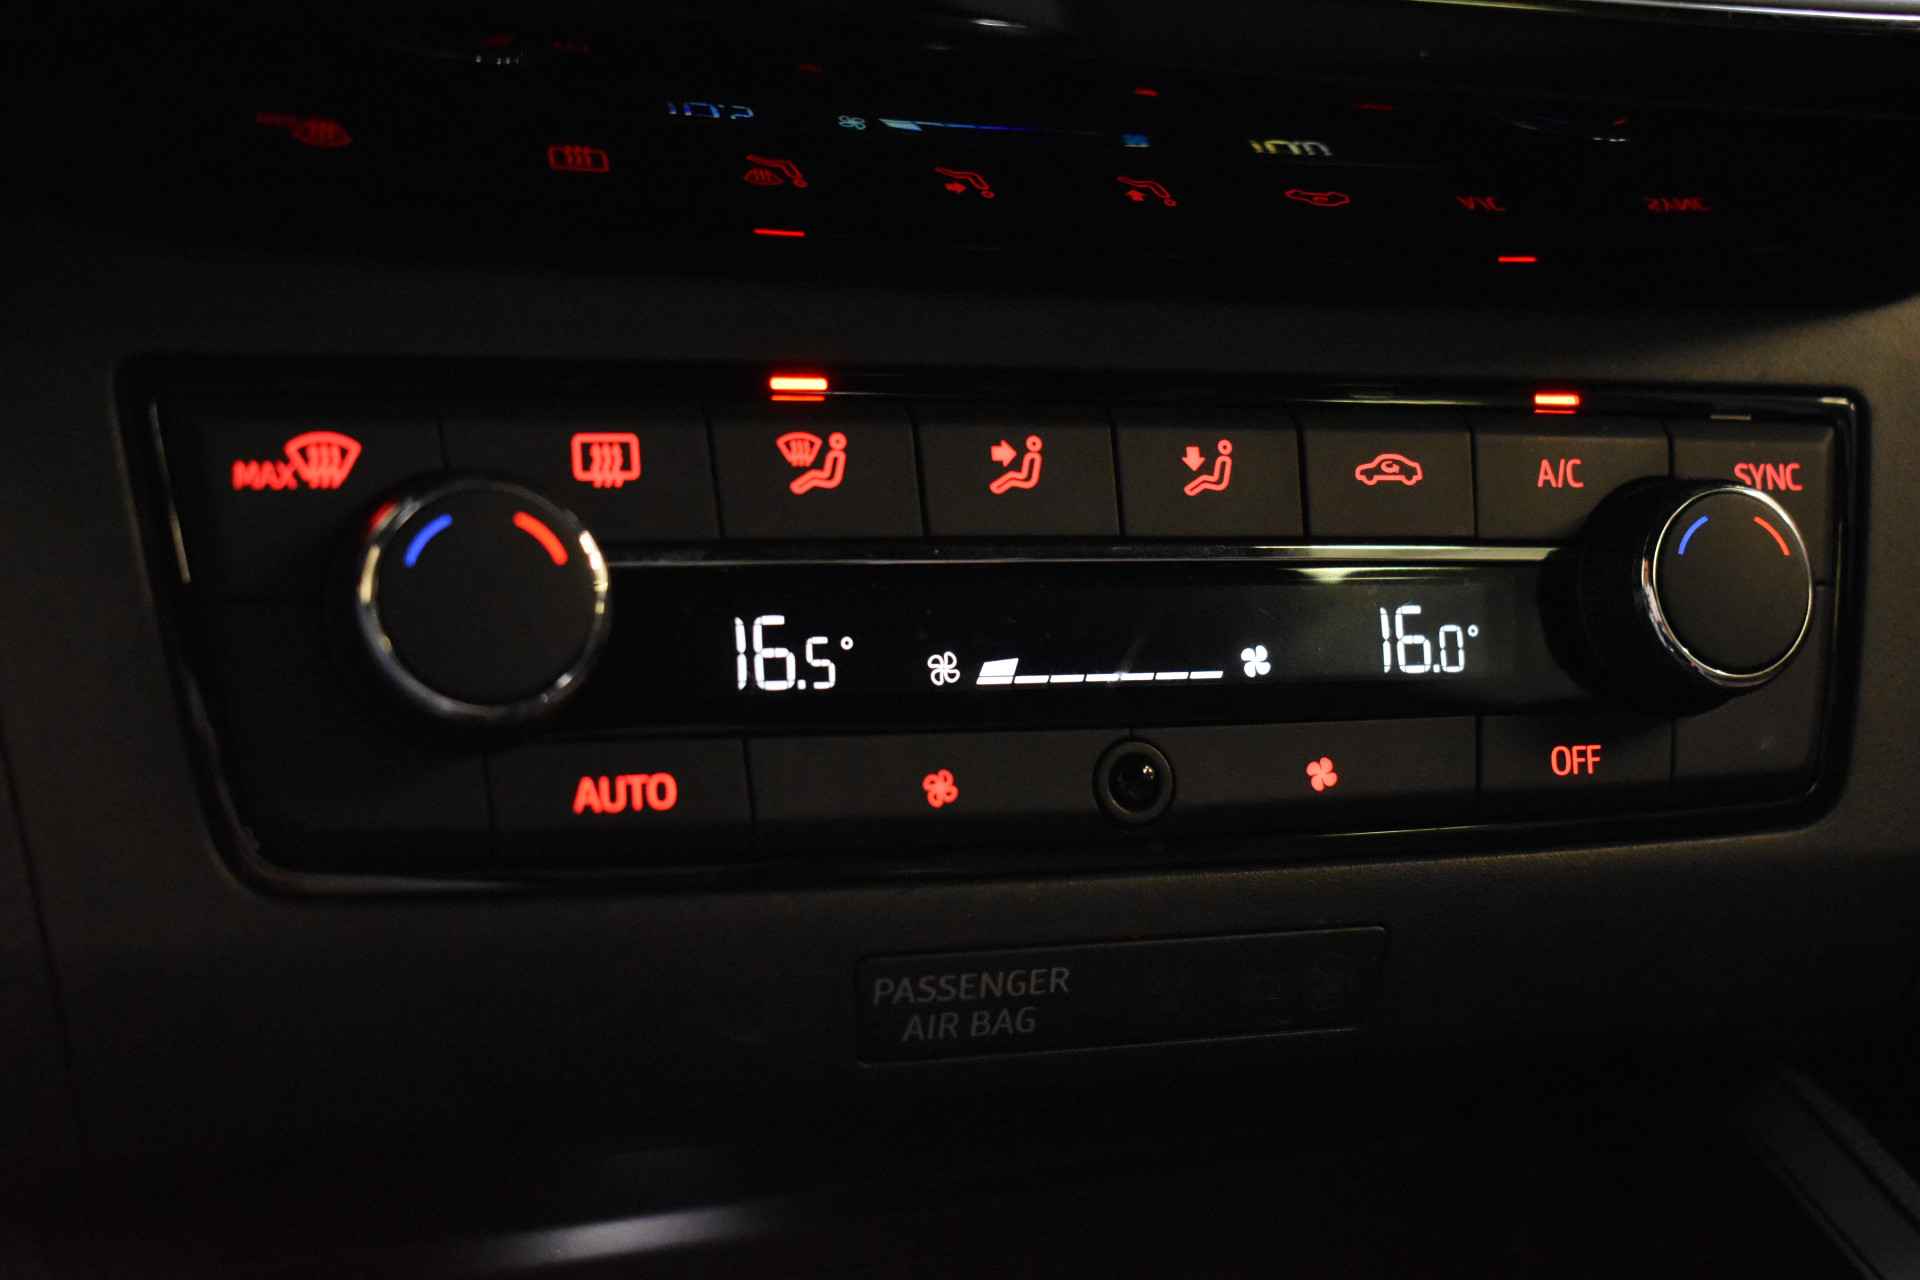 MAX
A/C
SYNC
16.5°
16.0°
AUTO
OFF
PASSENGER
AIR BAG